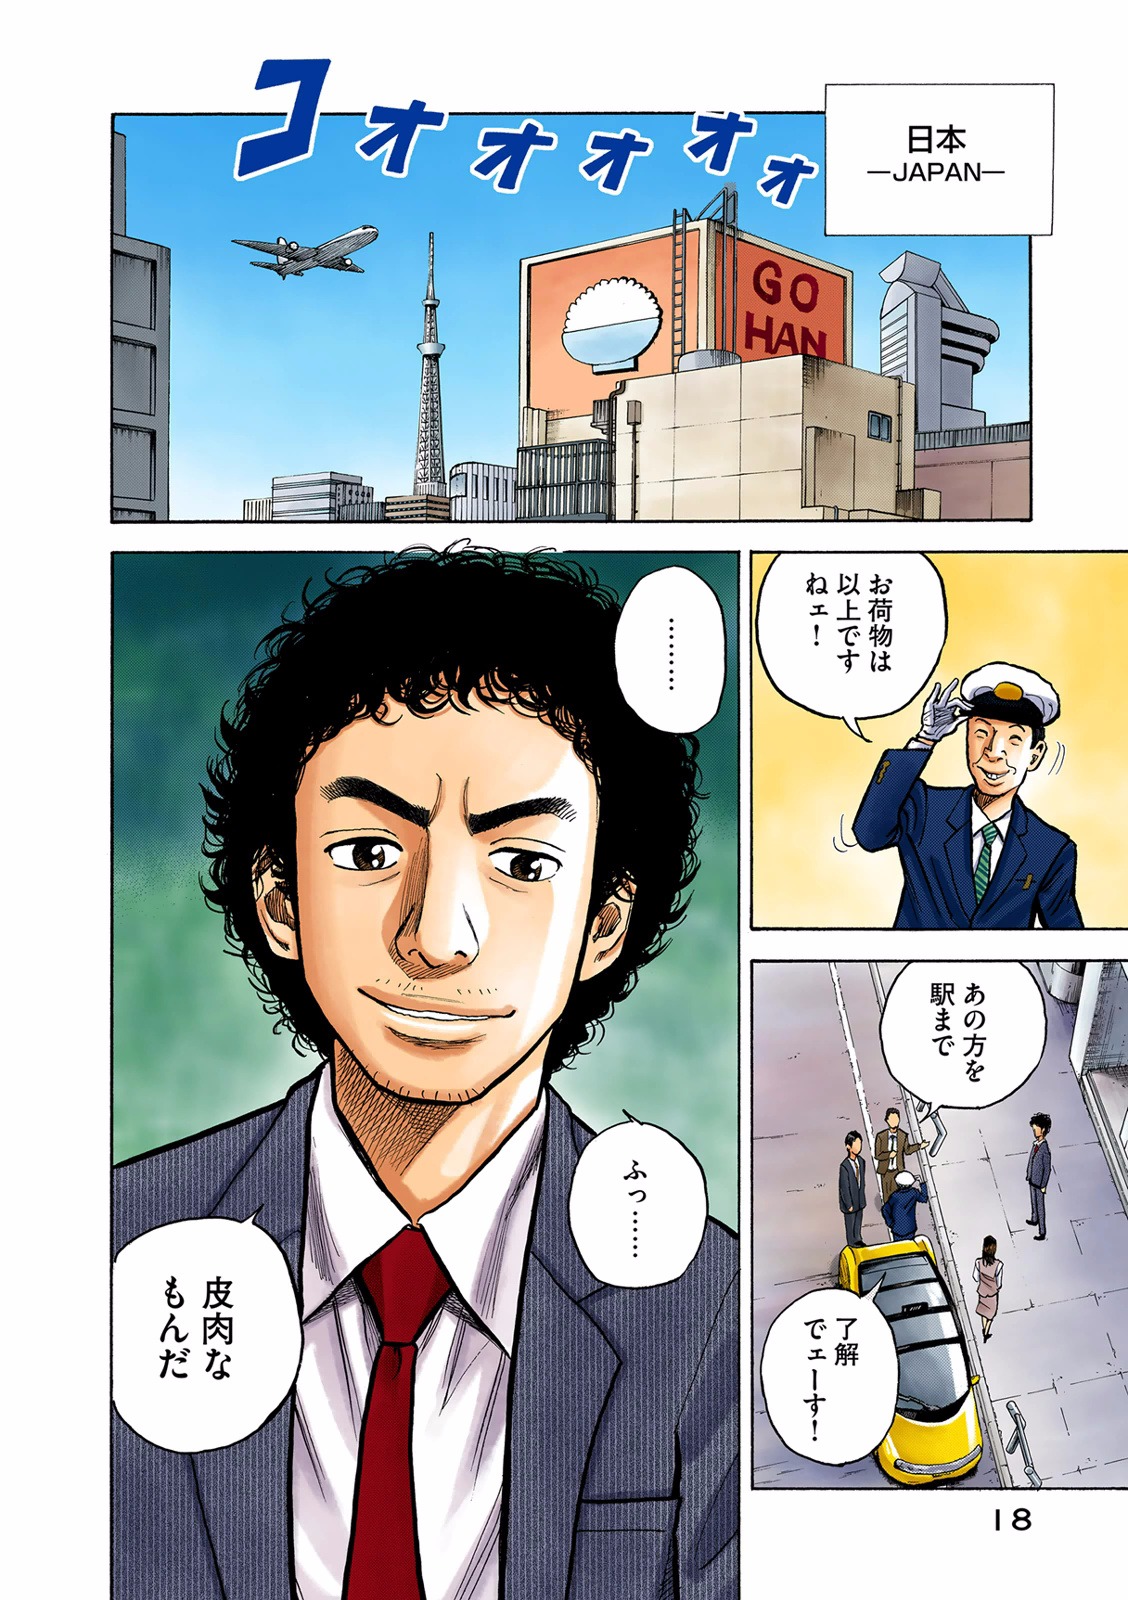 コォォォォォ
日本
—JAPAN—
GO
HAN
お荷物は
以上です
ねェ!
あの方を
駅まで
了解
でェーす!
………
ふっ……
皮肉な
もんだ
18